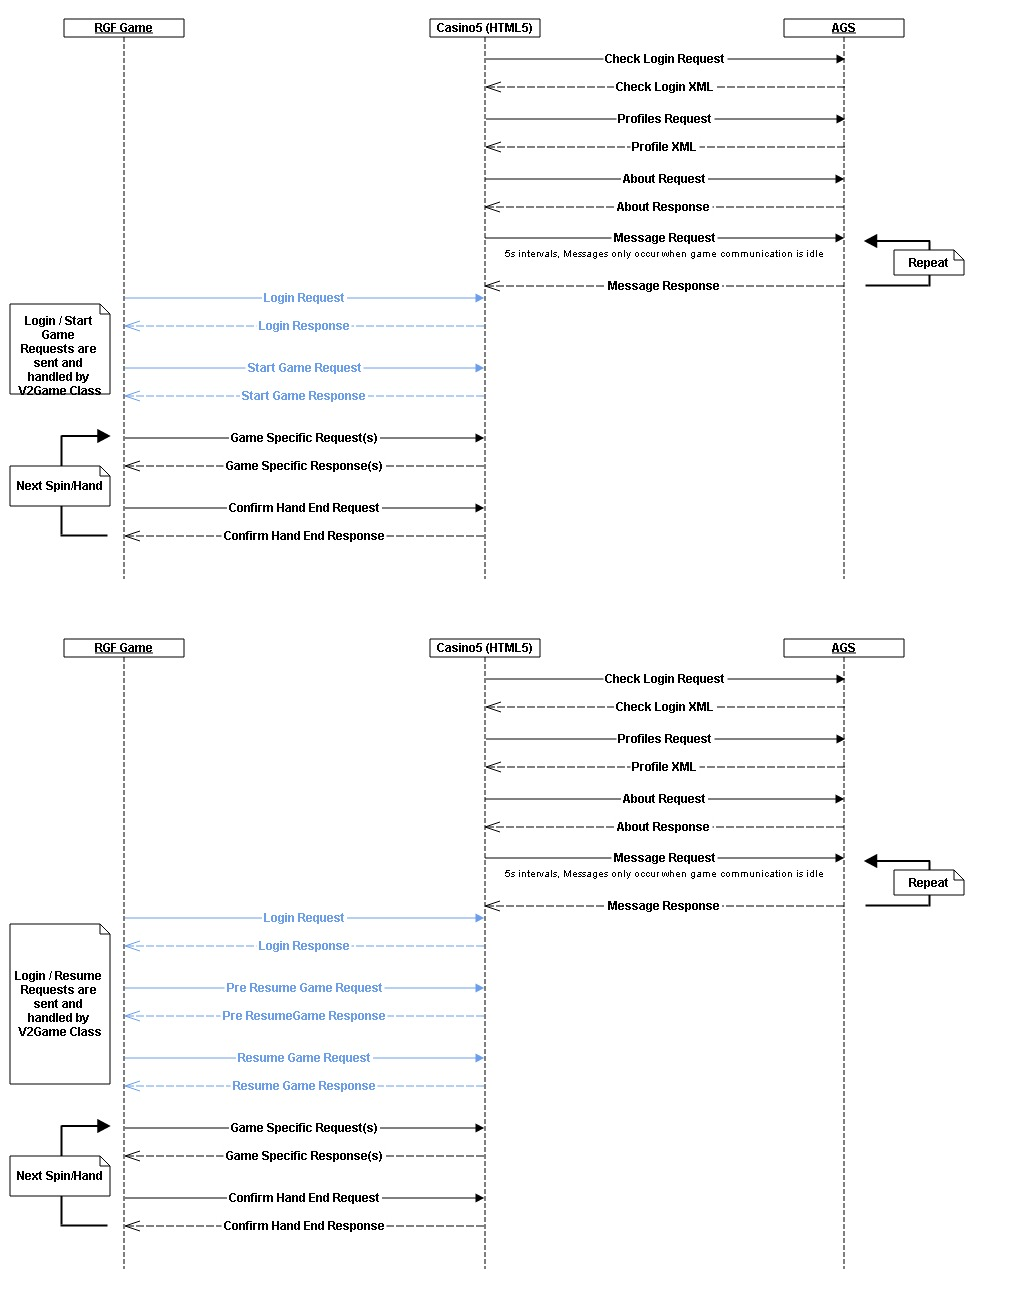 RGF Game
Casino5 (HTML5)
AGS
Check Login Request
Check Login XML
Profiles Request
Profile XML
About Request
About Response
Message Request
5s intervals, Messages only occur when game communication is idle
Repeat
Message Response
Login Request
Login / Start
Game
Requests are
sent and
handled by
V2Game Class
Login Response
Start Game Request
Start Game Response
Game Specific Request(s)
Game Specific Response(s)
Next Spin/Hand
Confirm Hand End Request
Confirm Hand End Response
RGF Game
Casino5 (HTML5)
AGS
Check Login Request
Check Login XML
Profiles Request
Profile XML
About Request
About Response
Message Request
5s intervals, Messages only occur when game communication is idle
Repeat
Message Response
Login Request
Login Response
Login / Resume
Requests are
sent and
handled by
V2Game Class
Pre Resume Game Request
Pre ResumeGame Response
Resume Game Request
Resume Game Response
Game Specific Request(s)
Game Specific Response(s)
Next Spin/Hand
Confirm Hand End Request
Confirm Hand End Response